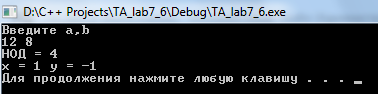 D:\C++ Projects\TA_lab7_6\Debug\TA_lab7_6.exe
Введите a,b
12 8
НОД = 4
x = 1 y = -1
Для продолжения нажмите любую клавишу . . . _